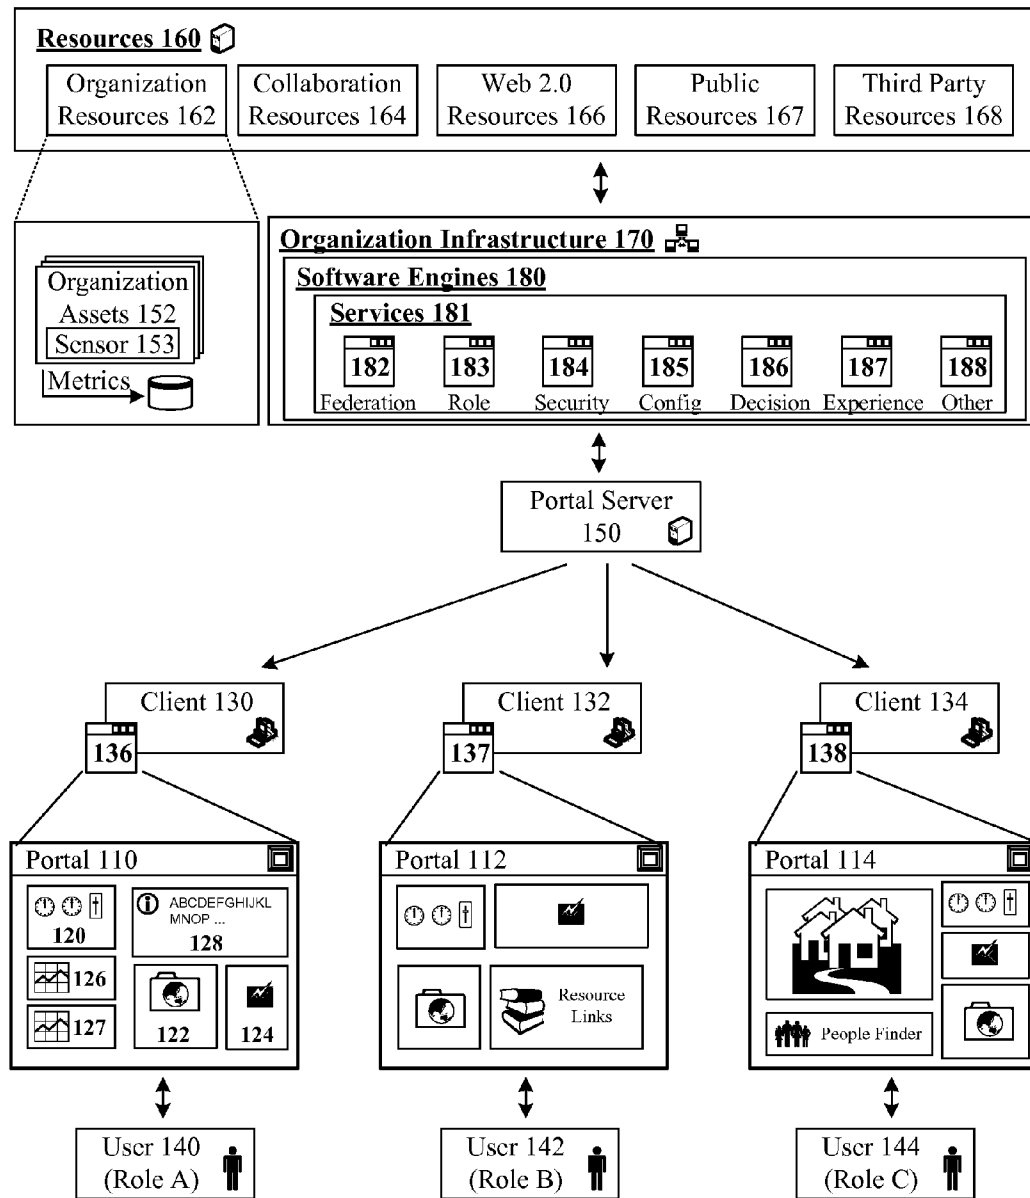 Resources 160
Organization
Resources 162
Collaboration
Resources 164
Web 2.0
Resources 166
Public
Resources 167
Third Party
Resources 168
Organization
Assets 152
Sensor 153
Metrics
Organization Infrastructure 170
Software Engines 180
Services 181
182
183
184
185
186
187
188
Federation
Role
Security
Config
Decision
Experience
Other
Portal Server
150
Client 130
136
Client 132
137
Client 134
138
Portal 110
120
ABCDEFGHIJKL
MNOP ...
128
126
127
122
124
Portal 112
Resource
Links
Portal 114
People Finder
User 140
(Role A)
User 142
(Role B)
User 144
(Role C)